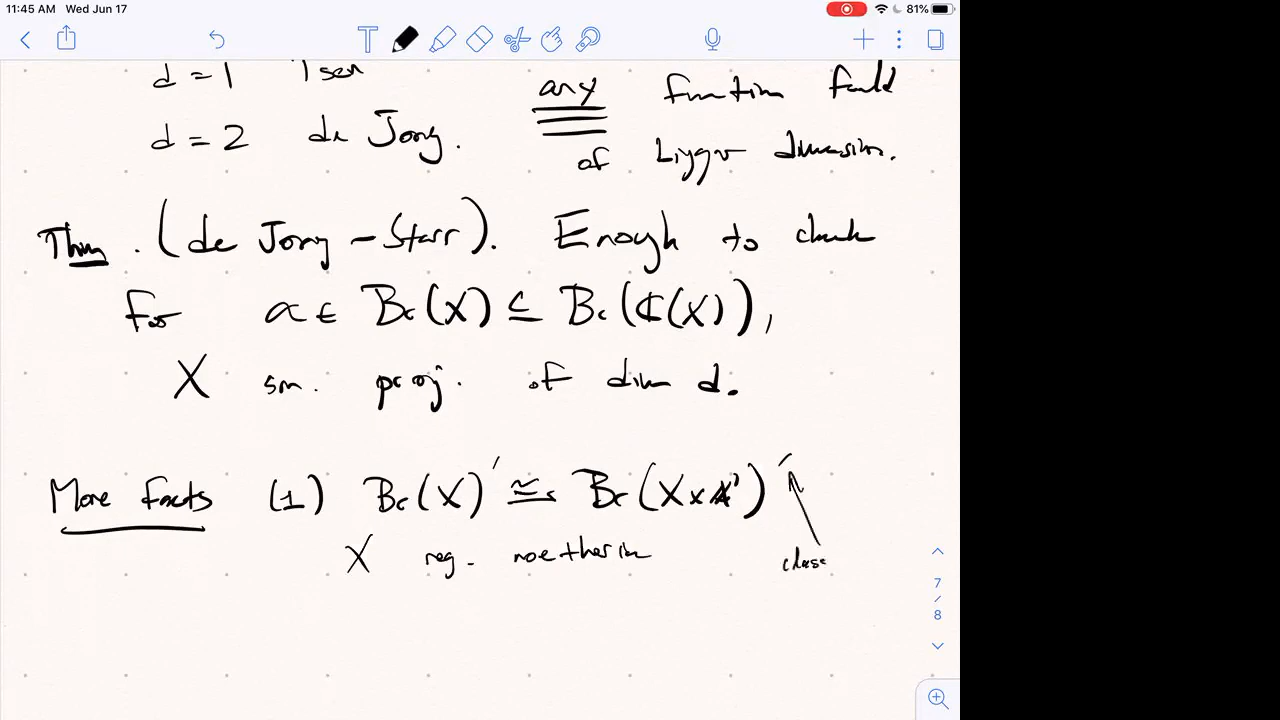 11:45 AM Wed Jun 17
81%
d = 1 Tsen any function field
d = 2 de Jong. of higher dimension.
Thm. (de Jong - Starr). Enough to check
for α ∈ Br(X) ⊆ Br(ℂ(X)),
X sm. proj. of dim d.
More Facts (1) Br(X)' ≅ Br(X × 𝔸¹)'
X reg. noetherian
7
/
8